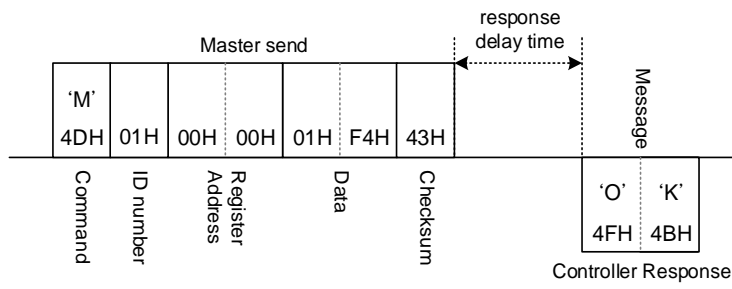 response
delay time
Master send
Message
‘M’
4DH 01H 00H 00H 01H F4H 43H
‘O’ ‘K’
4FH 4BH
Command
ID number
Register
Address
Data
Checksum
Controller Response